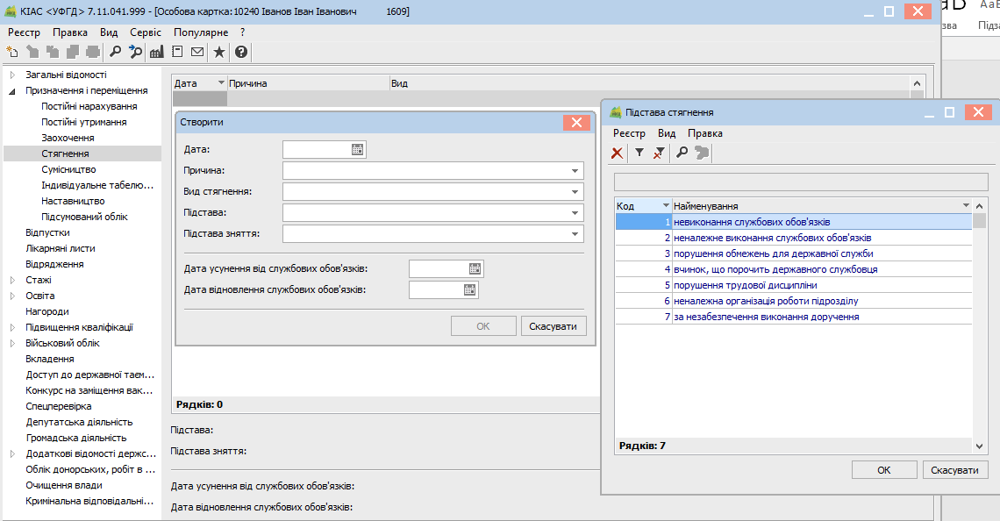 КІАС <УФГД> 7.11.041.999 - [Особова картка:10240 Іванов Іван Іванович 1609]
Реєстр Правка Вид Сервіс Популярне ?
Загальні відомості
Призначення і переміщення
Постійні нарахування
Постійні утримання
Заохочення
Стягнення
Сумісництво
Індивідуальне табелю...
Наставництво
Підсумований облік
Відпустки
Лікарняні листи
Відрядження
Стажі
Освіта
Нагороди
Підвищення кваліфікації
Військовий облік
Вкладення
Доступ до державної таєм...
Конкурс на заміщення вак...
Спецперевірка
Депутатська діяльність
Громадська діяльність
Додаткові відомості держс...
Облік донорських, робіт в ...
Очищення влади
Кримінальна відповідальні...
Дата Причина Вид
Створити
Дата:
Причина:
Вид стягнення:
Підстава:
Підстава зняття:
Дата усунення від службових обов'язків:
Дата відновлення службових обов'язків:
ОК Скасувати
Рядків: 0
Підстава:
Підстава зняття:
Дата усунення від службових обов'язків:
Дата відновлення службових обов'язків:
Підстава стягнення
Реєстр Вид Правка
Код Найменування
1 невиконання службових обов'язків
2 неналежне виконання службових обов'язків
3 порушення обмежень для державної служби
4 вчинок, що порочить державного службовця
5 порушення трудової дисципліни
6 неналежна організація роботи підрозділу
7 за незабезпечення виконання доручення
Рядків: 7
ОК Скасувати